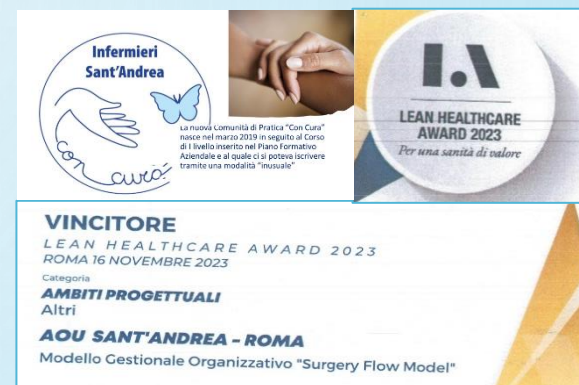 Infermieri
Sant'Andrea
con cura
La nuova Comunità di Pratica "Con Cura"
nasce nel marzo 2019 in seguito al Corso
di I livello inserito nel Piano Formativo
Aziendale e al quale ci si poteva iscrivere
tramite una modalità "inusuale"
LEAN HEALTHCARE
AWARD 2023
Per una sanità di valore
VINCITORE
LEAN HEALTHCARE AWARD 2023
ROMA 16 NOVEMBRE 2023
Categoria
AMBITI PROGETTUALI
Altri
AOU SANT'ANDREA - ROMA
Modello Gestionale Organizzativo "Surgery Flow Model"